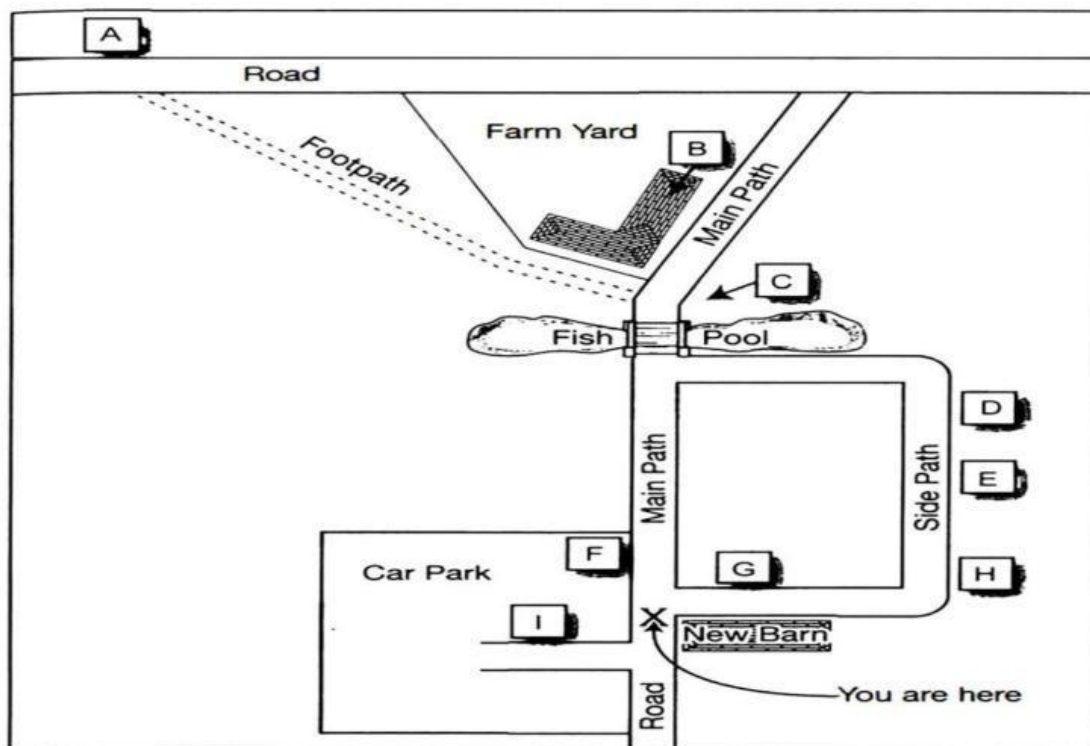 A
Road
Farm Yard
B
Footpath
Main Path
C
Fish Pool
D
E
Main Path
Side Path
F
Car Park
G
H
I
X
New Barn
You are here
Road